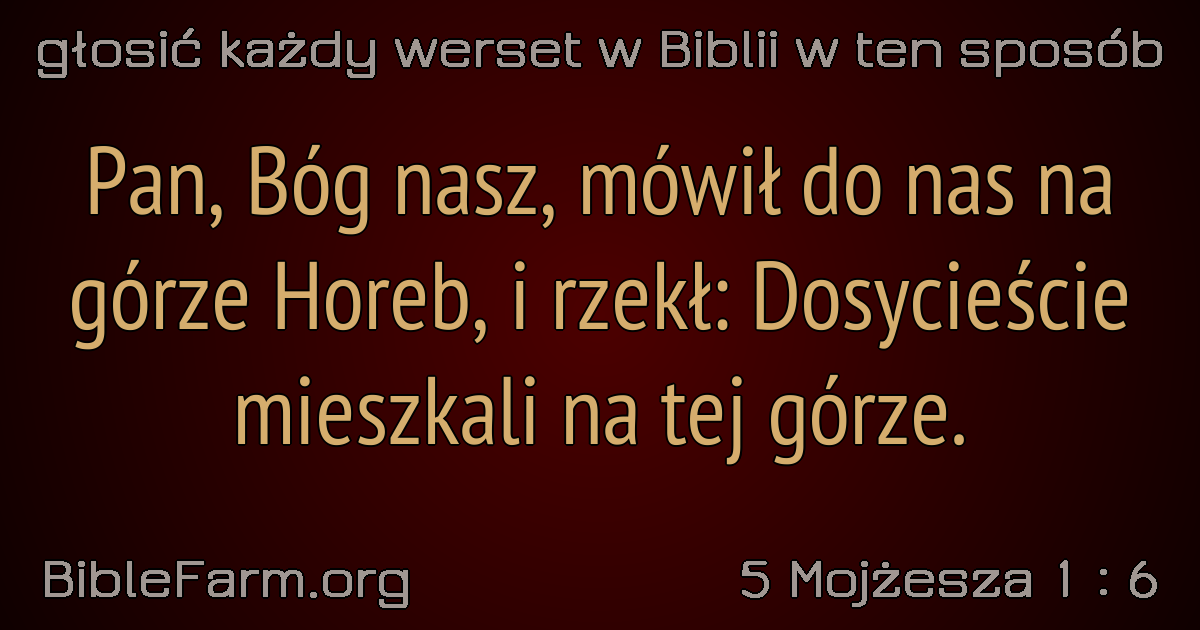 głosić każdy werset w Biblii w ten sposób
Pan, Bóg nasz, mówił do nas na
górze Horeb, i rzekł: Dosycieście
mieszkali na tej górze.
BibleFarm.org
5 Mojżesza 1 : 6